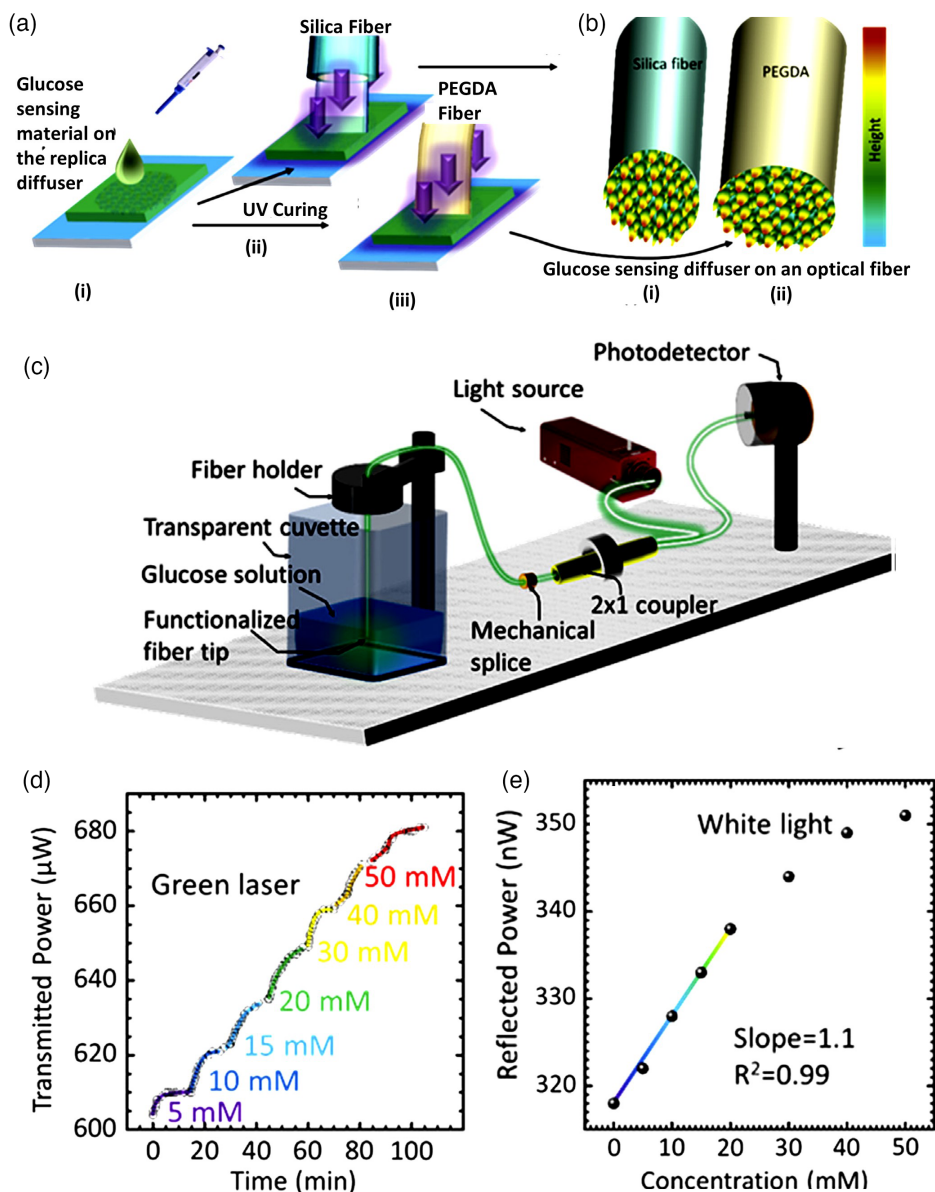 (a)
Silica Fiber
Glucose
sensing
material on
the replica
diffuser
PEGDA
Fiber
UV Curing
(i)
(ii)
(iii)
(b)
Silica fiber
PEGDA
Height
Glucose sensing diffuser on an optical fiber
(i)
(ii)
(c)
Photodetector
Light source
Fiber holder
Transparent cuvette
Glucose solution
Functionalized
fiber tip
2x1 coupler
Mechanical
splice
(d)
Transmitted Power (µW)
680
660
640
620
600
Green laser
50 mM
40 mM
30 mM
20 mM
15 mM
10 mM
5 mM
0 20 40 60 80 100
Time (min)
(e)
Reflected Power (nW)
350
340
330
320
White light
Slope=1.1
R²=0.99
0 10 20 30 40 50
Concentration (mM)